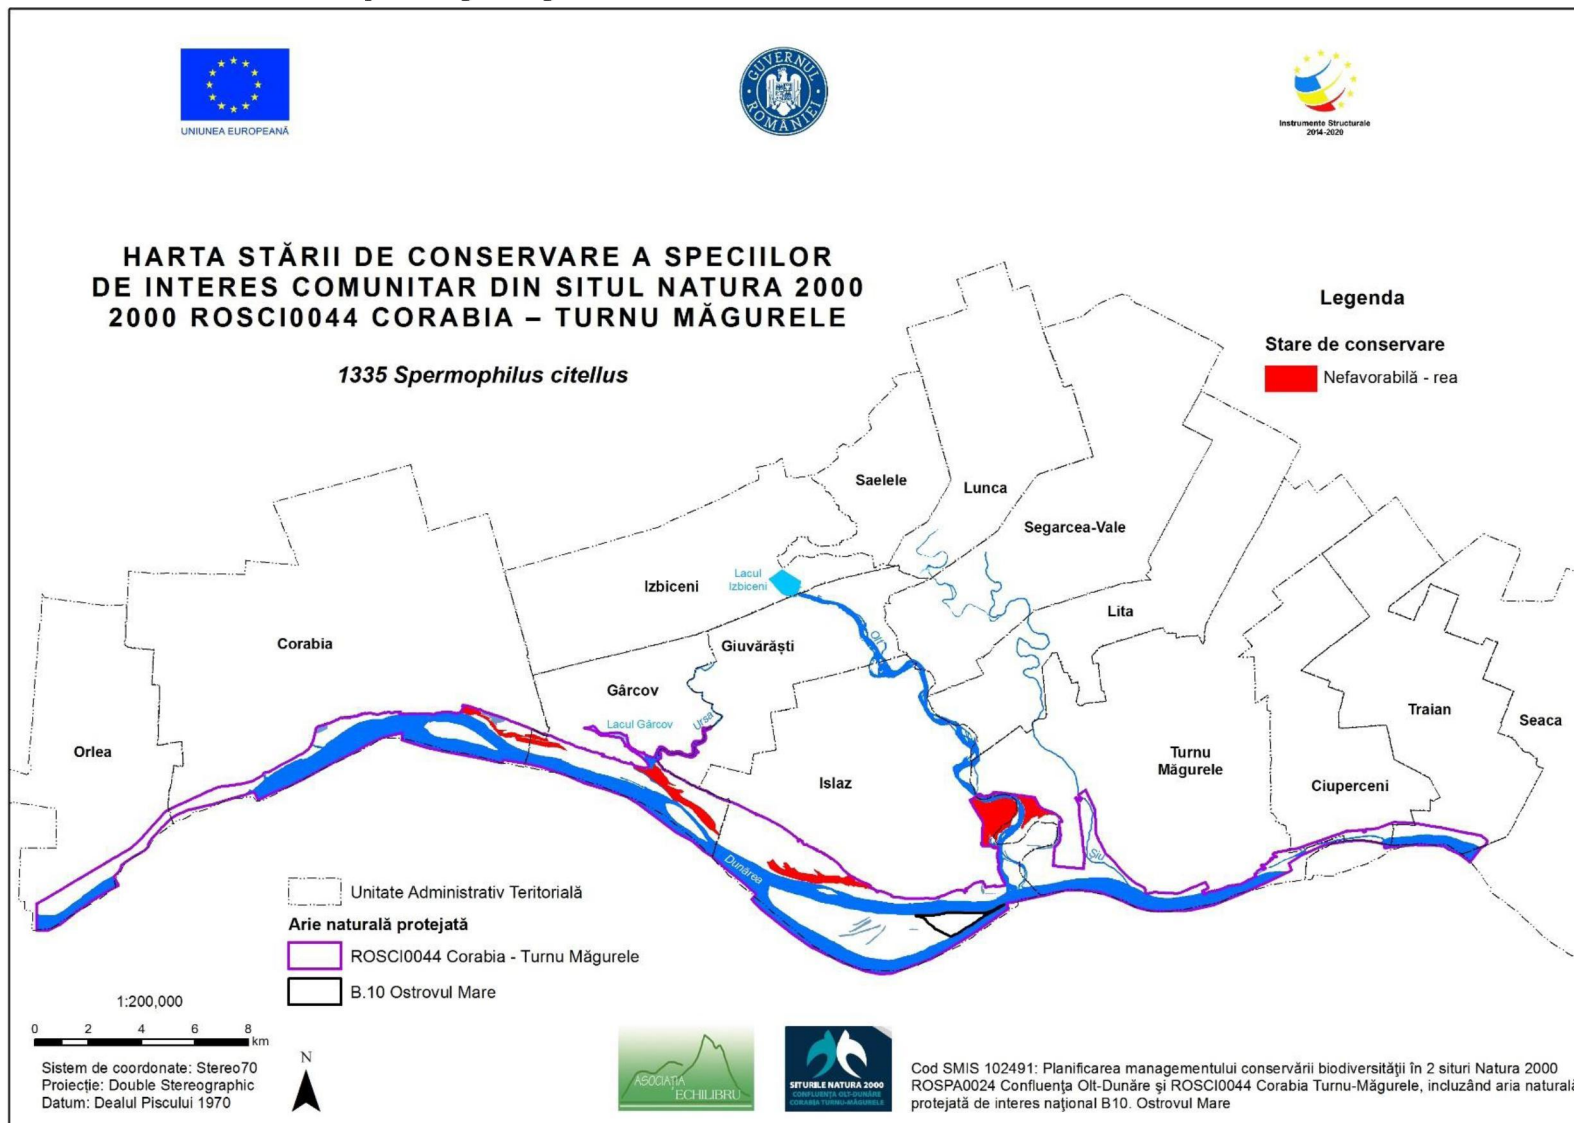 UNIUNEA EUROPEANĂ
GUVERNUL ROMÂNIEI
Instrumente Structurale
2014-2020
HARTA STĂRII DE CONSERVARE A SPECIILOR
DE INTERES COMUNITAR DIN SITUL NATURA 2000
2000 ROSCI0044 CORABIA – TURNU MĂGURELE
1335 Spermophilus citellus
Legenda
Stare de conservare
Nefavorabilă - rea
Saelele
Lunca
Segarcea-Vale
Izbiceni
Lacul
Izbiceni
Lita
Corabia
Giuvărăști
Olt
Gârcov
Lacul Gârcov
Ursa
Orlea
Islaz
Turnu
Măgurele
Traian
Seaca
Ciuperceni
Siu
Dunărea
Unitate Administrativ Teritorială
Arie naturală protejată
ROSCI0044 Corabia - Turnu Măgurele
B.10 Ostrovul Mare
1:200,000
0 2 4 6 8
km
N
Sistem de coordonate: Stereo70
Proiecție: Double Stereographic
Datum: Dealul Piscului 1970
ASOCIAȚIA
ECHILIBRU
SITURILE NATURA 2000
CONFLUENȚA OLT-DUNĂRE
CORABIA TURNU-MĂGURELE
Cod SMIS 102491: Planificarea managementului conservării biodiversității în 2 situri Natura 2000
ROSPA0024 Confluența Olt-Dunăre și ROSCI0044 Corabia Turnu-Măgurele, incluzând aria naturală
protejată de interes național B10. Ostrovul Mare